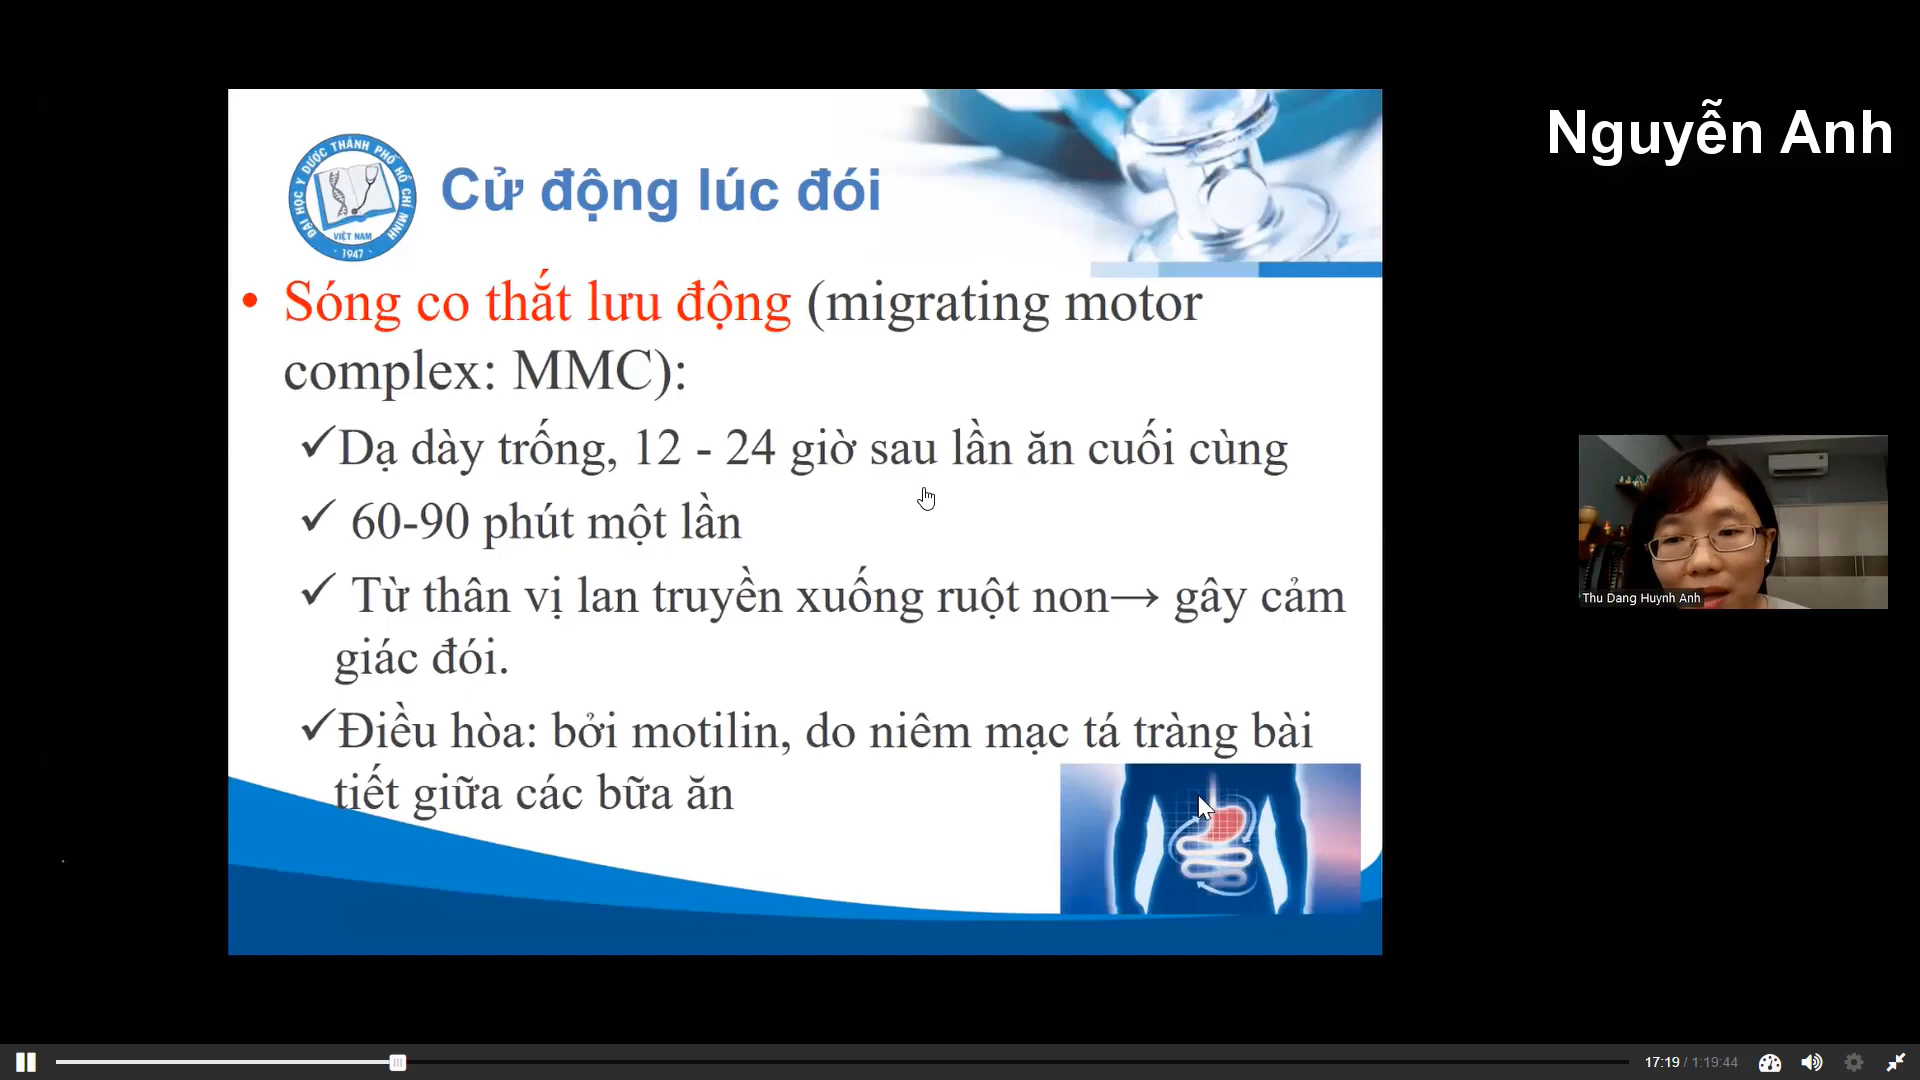 Nguyễn Anh
ĐẠI HỌC Y DƯỢC THÀNH PHỐ HỒ CHÍ MINH
VIỆT NAM
· 1947 ·
Cử động lúc đói
• Sóng co thắt lưu động (migrating motor
complex: MMC):
✓Dạ dày trống, 12 - 24 giờ sau lần ăn cuối cùng
✓ 60-90 phút một lần
✓ Từ thân vị lan truyền xuống ruột non→ gây cảm
giác đói.
✓Điều hòa: bởi motilin, do niêm mạc tá tràng bài
tiết giữa các bữa ăn
Thu Dang Huynh Anh
17:19 / 1:19:44